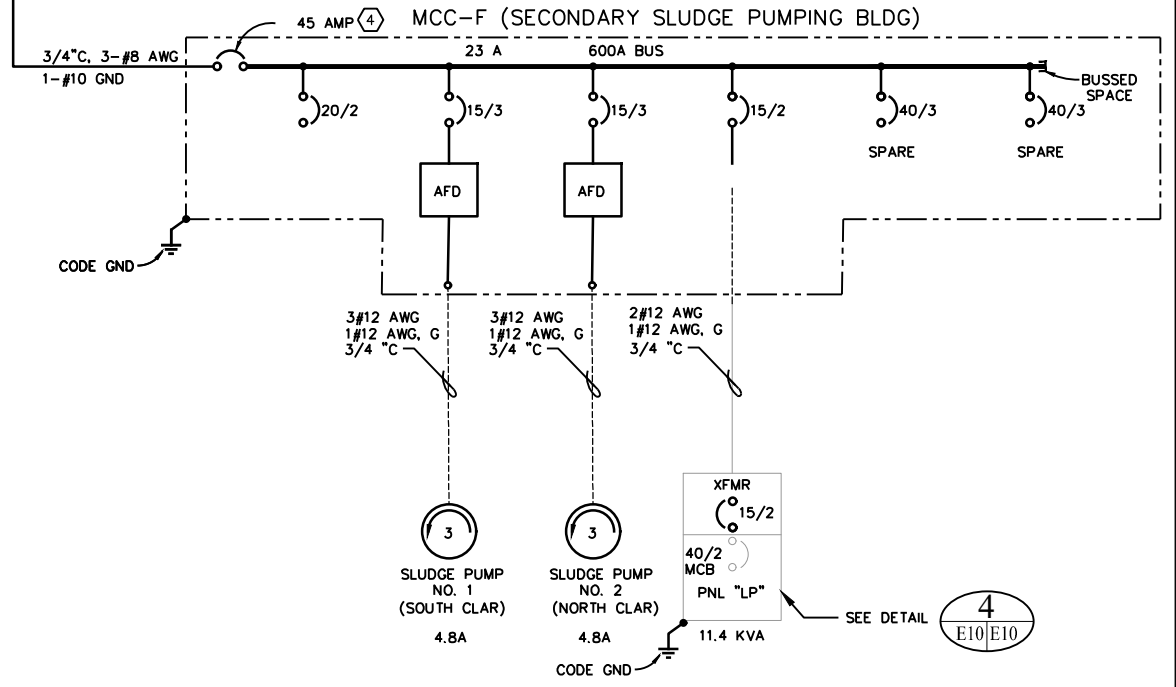 45 AMP 4 MCC-F (SECONDARY SLUDGE PUMPING BLDG)
3/4"C, 3-#8 AWG
1-#10 GND
23 A
600A BUS
BUSSED
SPACE
20/2
15/3
15/3
15/2
40/3
40/3
SPARE
SPARE
AFD
AFD
CODE GND
3#12 AWG
1#12 AWG, G
3/4 "C
3#12 AWG
1#12 AWG, G
3/4 "C
2#12 AWG
1#12 AWG, G
3/4 "C
XFMR
15/2
40/2
MCB
PNL "LP"
3
3
SLUDGE PUMP
NO. 1
(SOUTH CLAR)
4.8A
SLUDGE PUMP
NO. 2
(NORTH CLAR)
4.8A
11.4 KVA
CODE GND
SEE DETAIL
4
E10 E10